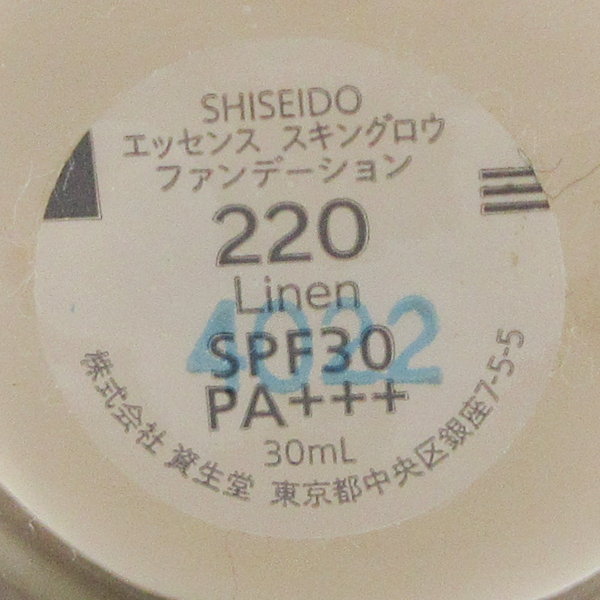 SHISEIDO
エッセンス スキングロウ
ファンデーション
220
Linen
4022
SPF30
PA+++
30mL
株式会社 資生堂 東京都中央区銀座7-5-5